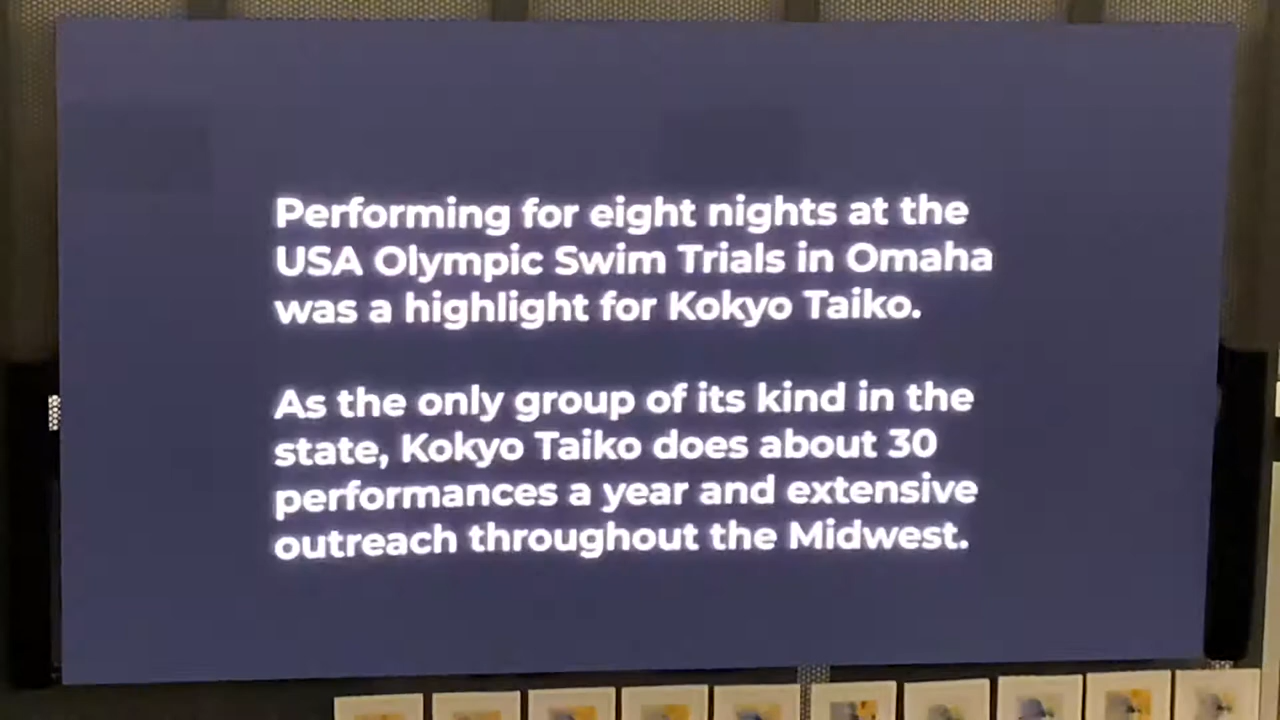 Performing for eight nights at the
USA Olympic Swim Trials in Omaha
was a highlight for Kokyo Taiko.
As the only group of its kind in the
state, Kokyo Taiko does about 30
performances a year and extensive
outreach throughout the Midwest.